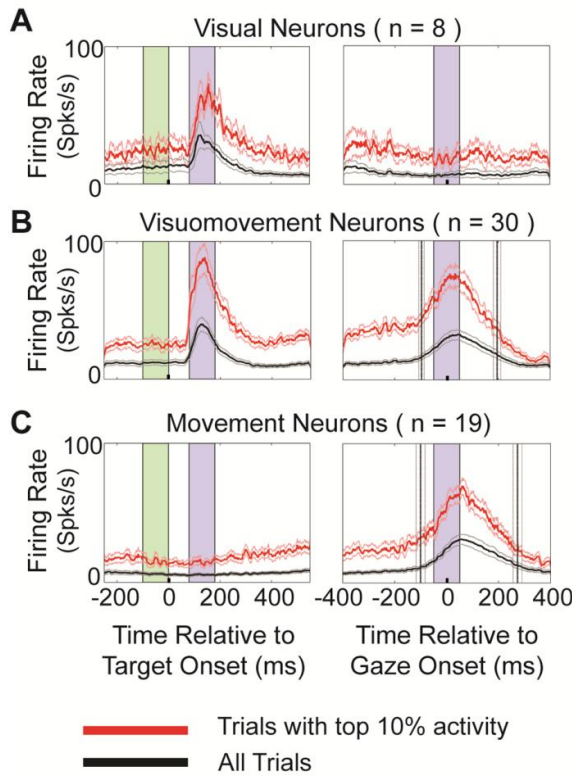 A
Visual Neurons ( n = 8 )
100
Firing Rate
(Spks/s)
0
B
Visuomovement Neurons ( n = 30 )
100
Firing Rate
(Spks/s)
0
C
Movement Neurons ( n = 19)
100
Firing Rate
(Spks/s)
0
-200 0 200 400 -400 -200 0 200 400
Time Relative to
Target Onset (ms)
Time Relative to
Gaze Onset (ms)
Trials with top 10% activity
All Trials